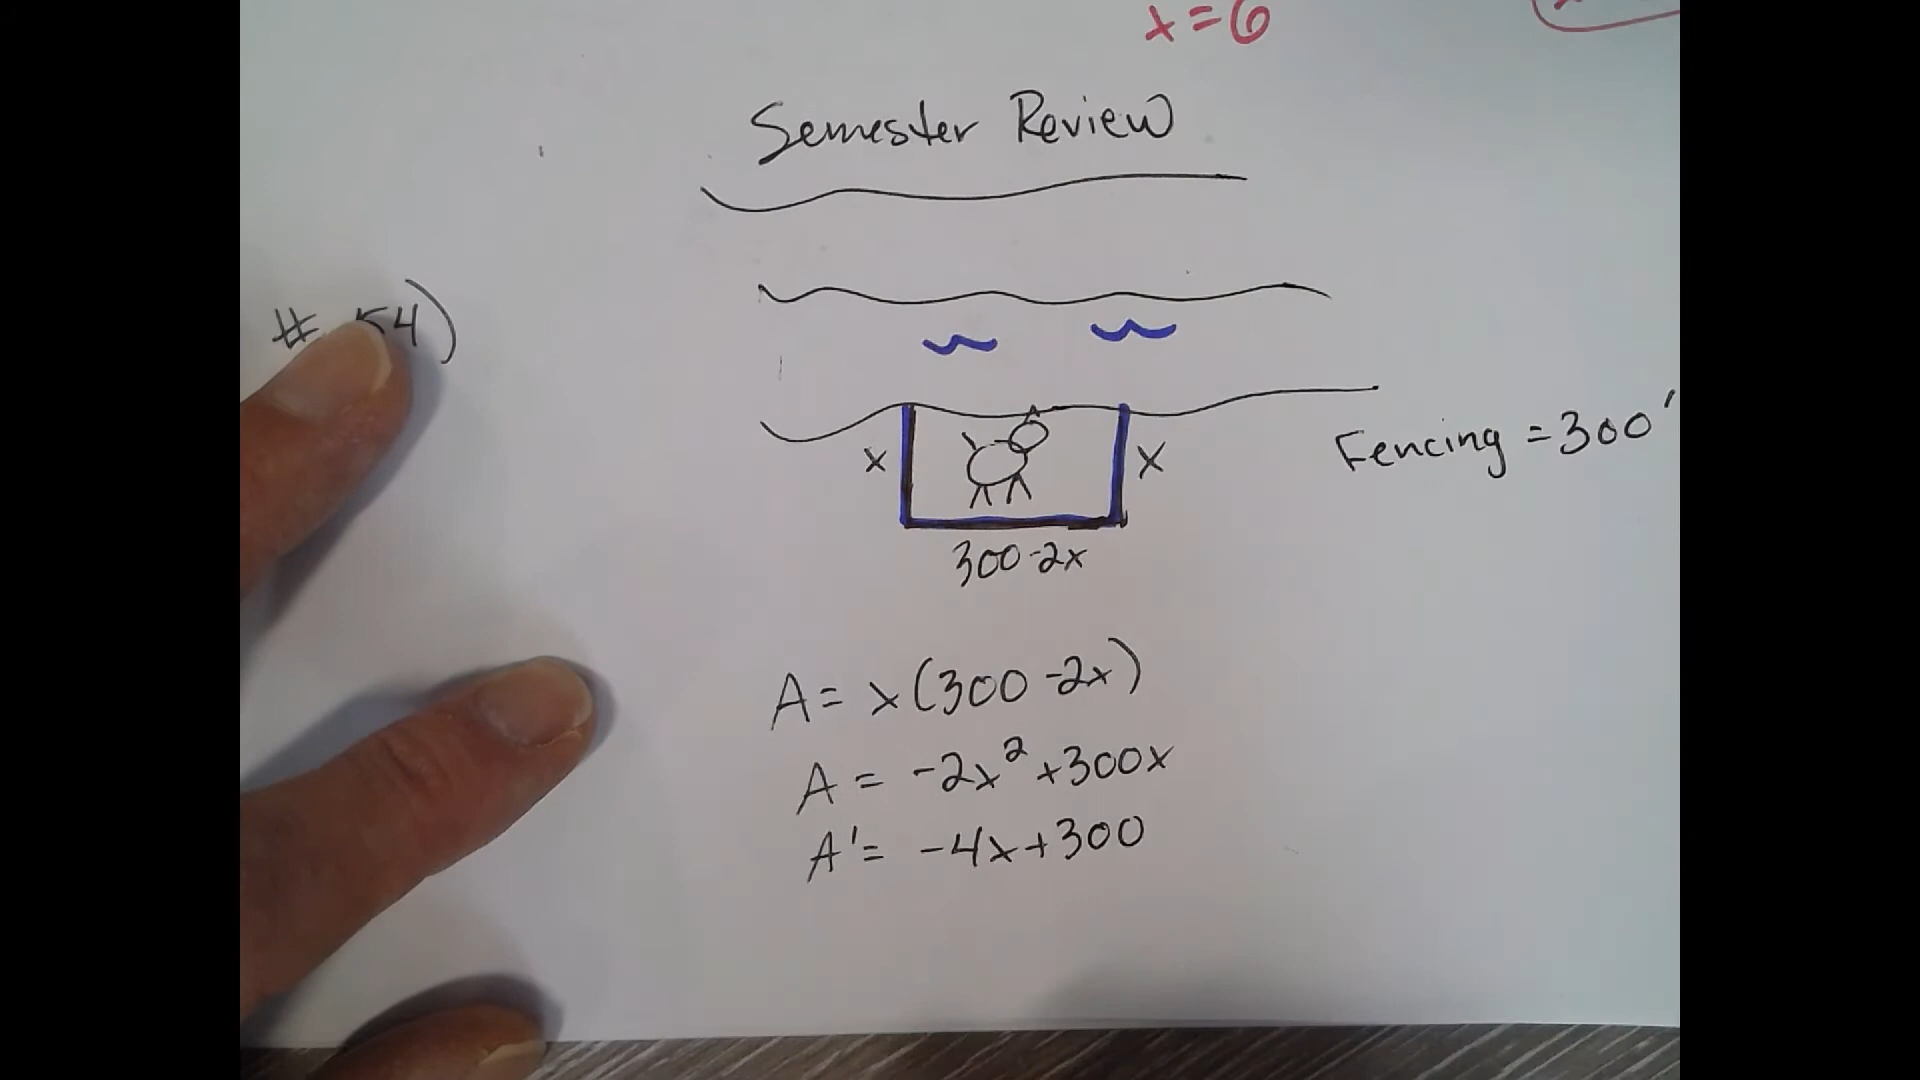 x=6
Semester Review
# 54)
Fencing = 300'
x x
300-2x
A = x(300-2x)
A = -2x²+300x
A'= -4x+300